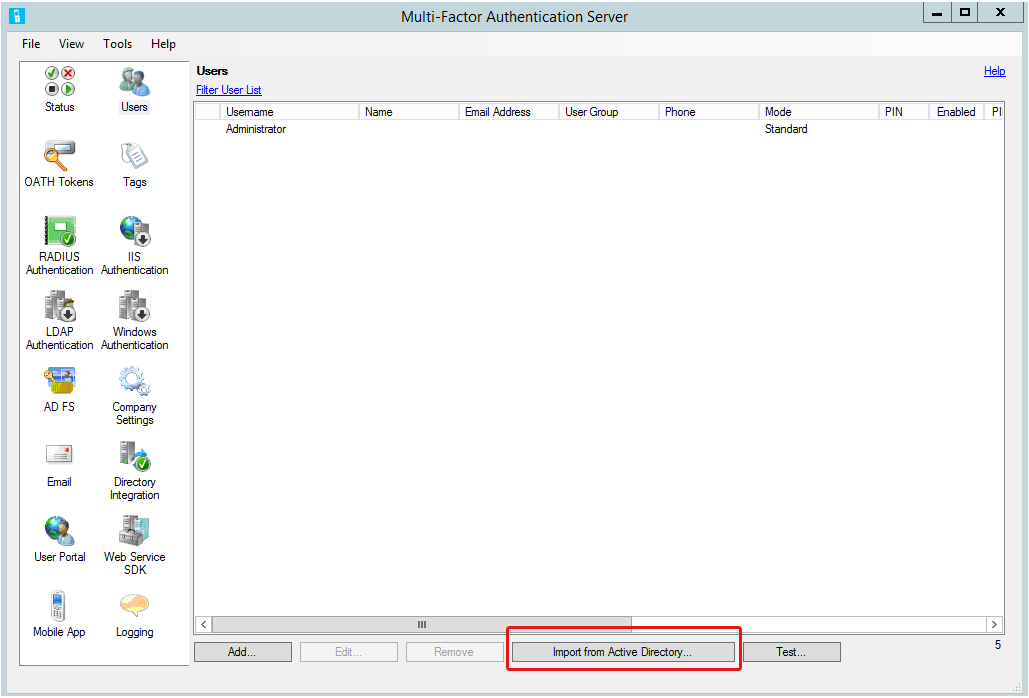 Multi-Factor Authentication Server
File View Tools Help
Status
Users
OATH Tokens
Tags
RADIUS
Authentication
IIS
Authentication
LDAP
Authentication
Windows
Authentication
AD FS
Company
Settings
Email
Directory
Integration
User Portal
Web Service
SDK
Mobile App
Logging
Users
Help
Filter User List
Username Name Email Address User Group Phone Mode PIN Enabled
Administrator Standard
Add... Edit... Remove Import from Active Directory... Test... 5